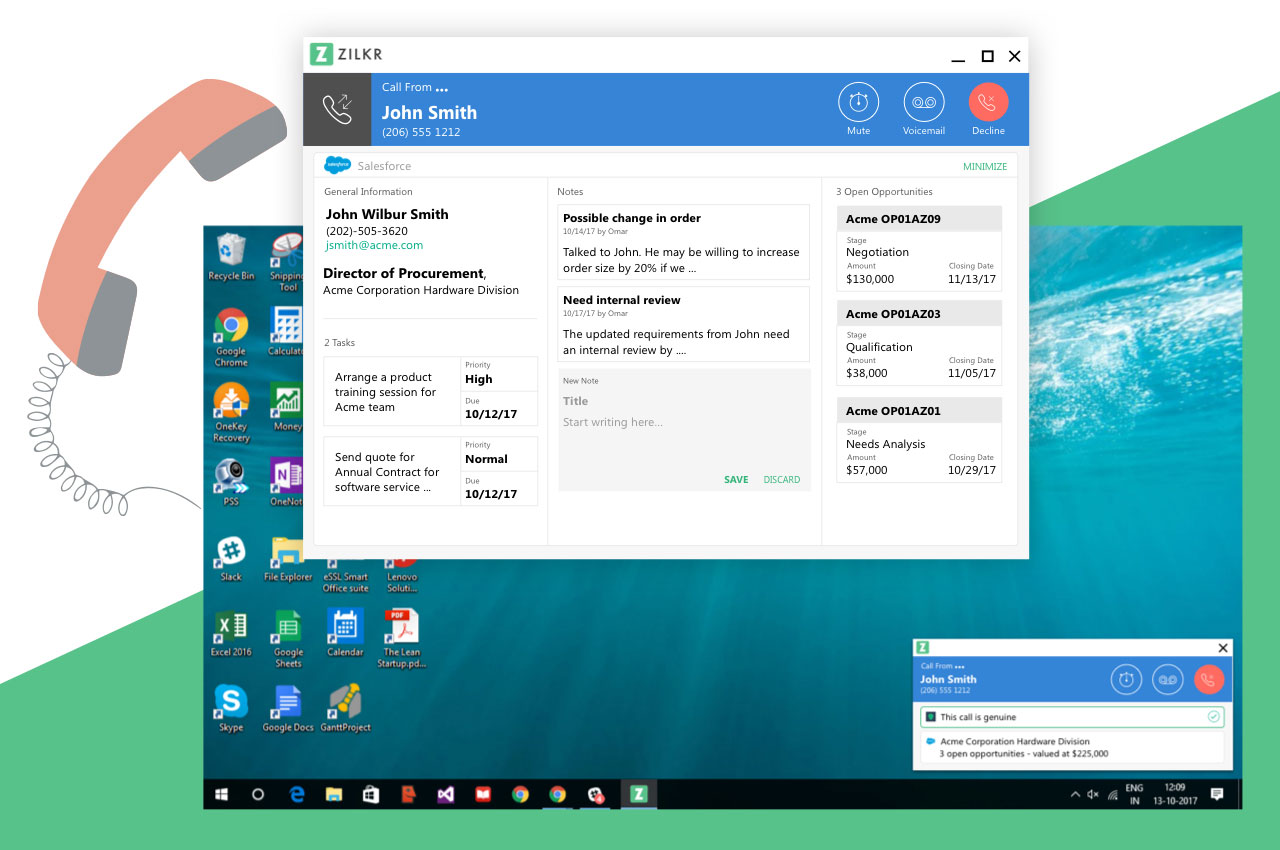 ZILKR
Call From ...
John Smith
(206) 555 1212
Mute
Voicemail
Decline
salesforce
Salesforce
MINIMIZE
General Information
John Wilbur Smith
(202)-505-3620
jsmith@acme.com
Director of Procurement,
Acme Corporation Hardware Division
2 Tasks
Arrange a product
training session for
Acme team
Priority
High
Due
10/12/17
Send quote for
Annual Contract for
software service ...
Priority
Normal
Due
10/12/17
Notes
Possible change in order
10/14/17 by Omar
Talked to John. He may be willing to increase
order size by 20% if we ...
Need internal review
10/17/17 by Omar
The updated requirements from John need
an internal review by ....
New Note
Title
Start writing here...
SAVE DISCARD
3 Open Opportunities
Acme OP01AZ09
Stage
Negotiation
Amount Closing Date
$130,000 11/13/17
Acme OP01AZ03
Stage
Qualification
Amount Closing Date
$38,000 11/05/17
Acme OP01AZ01
Stage
Needs Analysis
Amount Closing Date
$57,000 10/29/17
Recycle Bin
Snipping
Tool
Google
Chrome
Calculato
OneKey
Recovery
Money
PSS
OneNot
Slack
File Explorer
eSSL Smart
Office suite
Lenovo
Soluti...
Excel 2016
Google
Sheets
Calendar
PDF
The Lean
Startup.pd...
Skype
Google Docs
GanttProject
Call From ...
John Smith
(206) 555 1212
This call is genuine
Acme Corporation Hardware Division
3 open opportunities - valued at $225,000
ENG
IN
12:09
13-10-2017